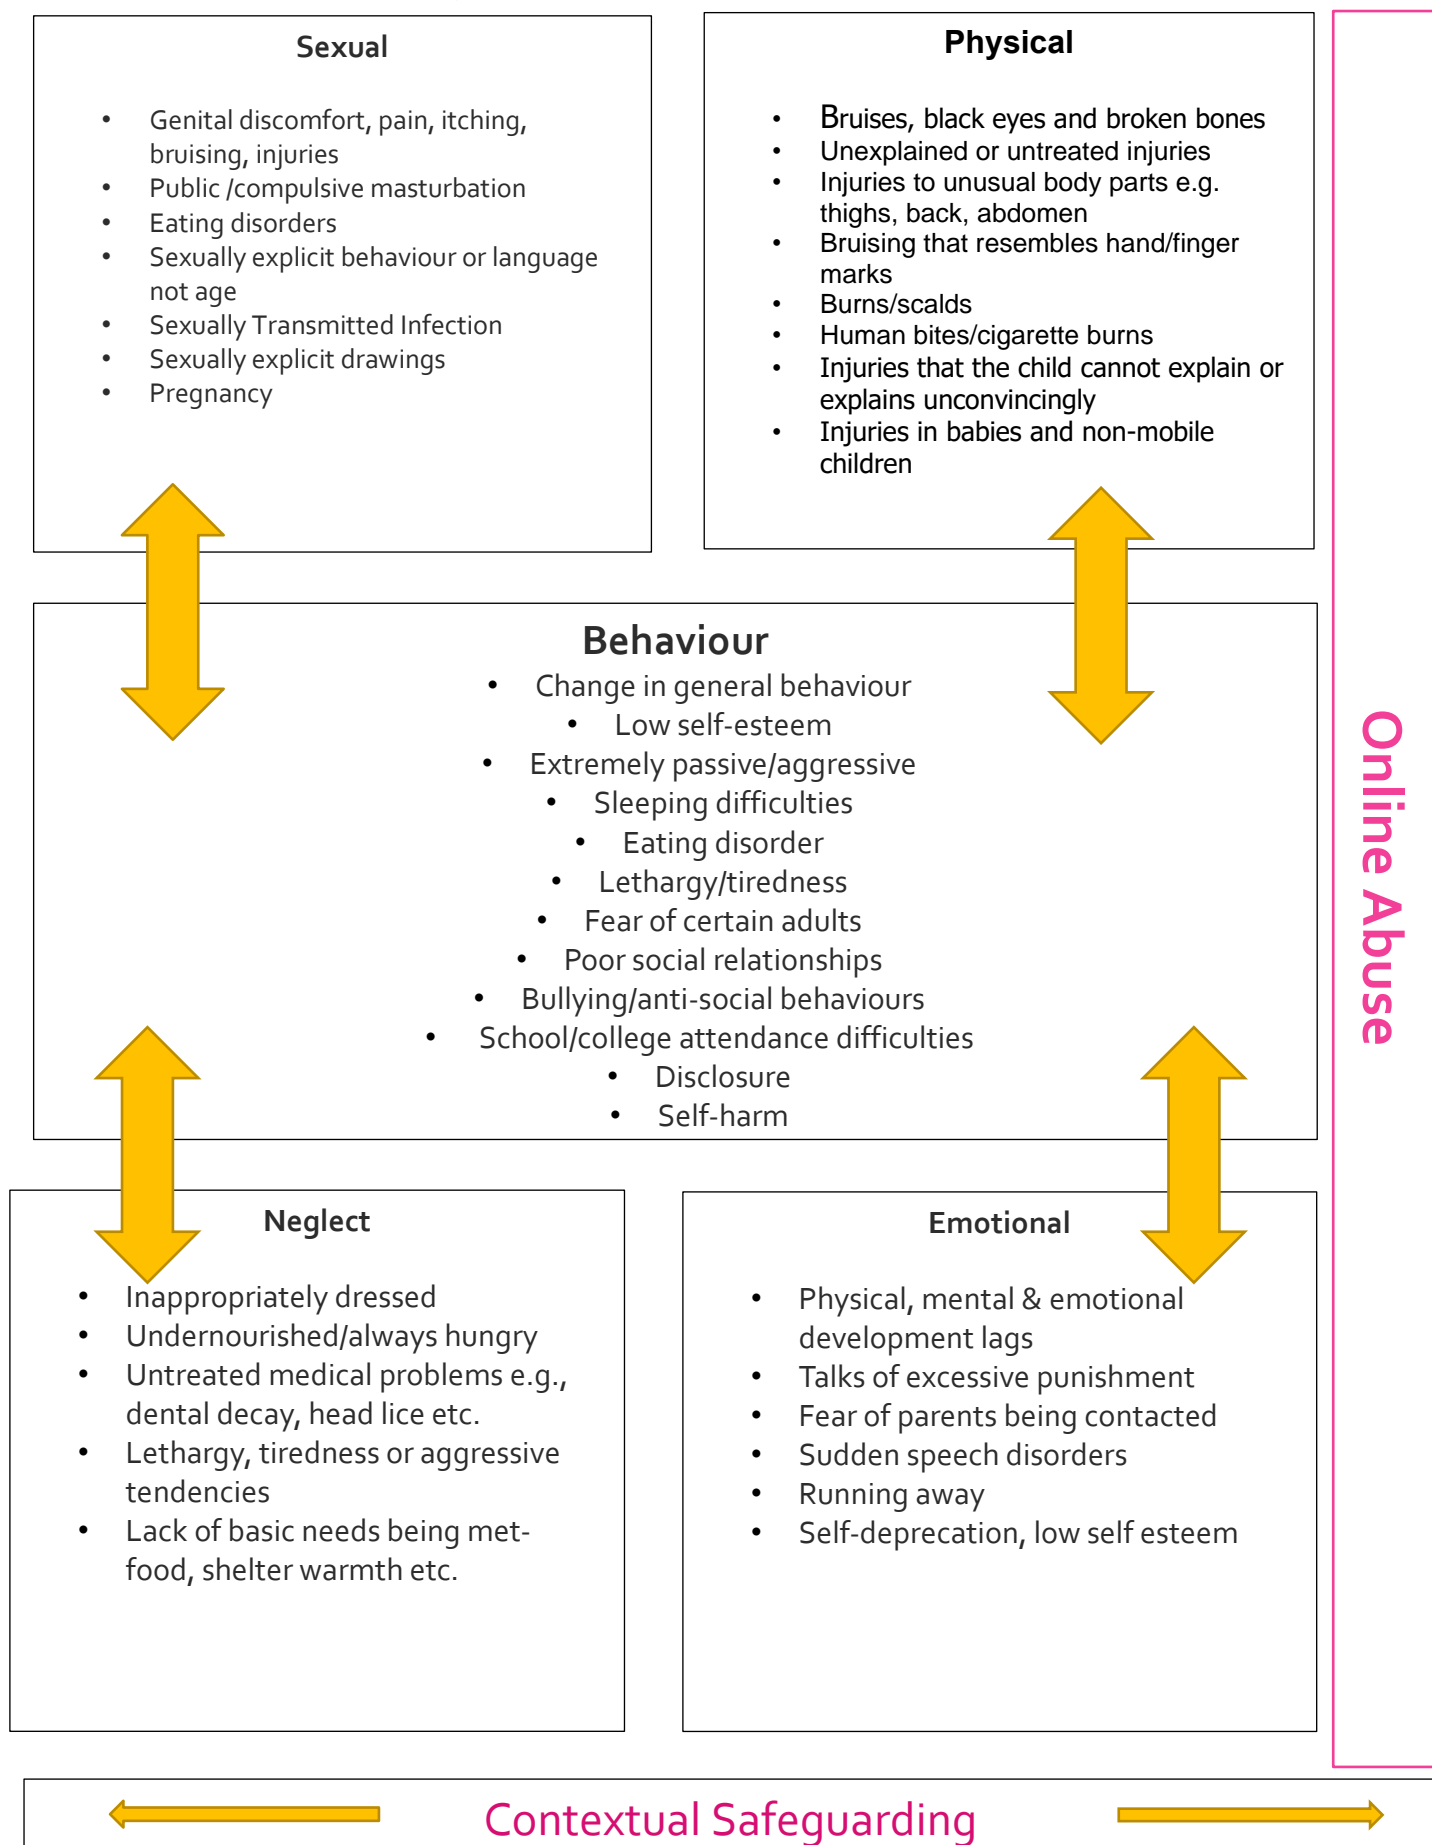 Sexual
• Genital discomfort, pain, itching,
bruising, injuries
• Public /compulsive masturbation
• Eating disorders
• Sexually explicit behaviour or language
not age
• Sexually Transmitted Infection
• Sexually explicit drawings
• Pregnancy
Physical
• Bruises, black eyes and broken bones
• Unexplained or untreated injuries
• Injuries to unusual body parts e.g.
thighs, back, abdomen
• Bruising that resembles hand/finger
marks
• Burns/scalds
• Human bites/cigarette burns
• Injuries that the child cannot explain or
explains unconvincingly
• Injuries in babies and non-mobile
children
Behaviour
• Change in general behaviour
• Low self-esteem
• Extremely passive/aggressive
• Sleeping difficulties
• Eating disorder
• Lethargy/tiredness
• Fear of certain adults
• Poor social relationships
• Bullying/anti-social behaviours
• School/college attendance difficulties
• Disclosure
• Self-harm
Neglect
• Inappropriately dressed
• Undernourished/always hungry
• Untreated medical problems e.g.,
dental decay, head lice etc.
• Lethargy, tiredness or aggressive
tendencies
• Lack of basic needs being met-
food, shelter warmth etc.
Emotional
• Physical, mental & emotional
development lags
• Talks of excessive punishment
• Fear of parents being contacted
• Sudden speech disorders
• Running away
• Self-deprecation, low self esteem
Online Abuse
Contextual Safeguarding